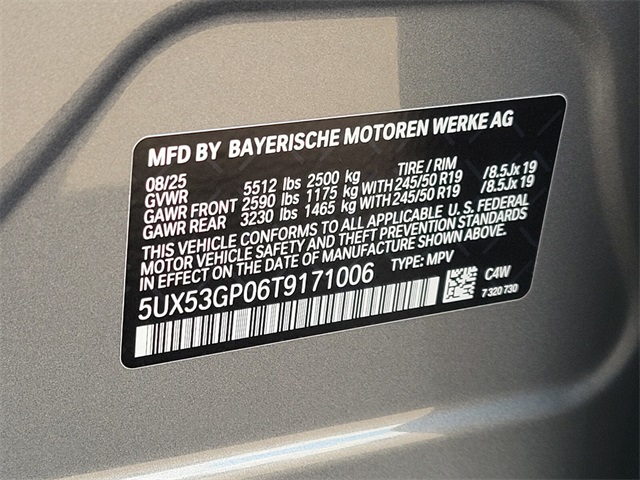 MFD BY BAYERISCHE MOTOREN WERKE AG
08/25 TIRE / RIM
GVWR 5512 lbs 2500 kg
GAWR FRONT 2590 lbs 1175 kg WITH 245/50 R19 /8.5Jx19
GAWR REAR 3230 lbs 1465 kg WITH 245/50 R19 /8.5Jx19
THIS VEHICLE CONFORMS TO ALL APPLICABLE U. S. FEDERAL
MOTOR VEHICLE SAFETY AND THEFT PREVENTION STANDARDS
IN EFFECT ON THE DATE OF MANUFACTURE SHOWN ABOVE.
5UX53GP06T9171006 TYPE: MPV
C4W
7320730